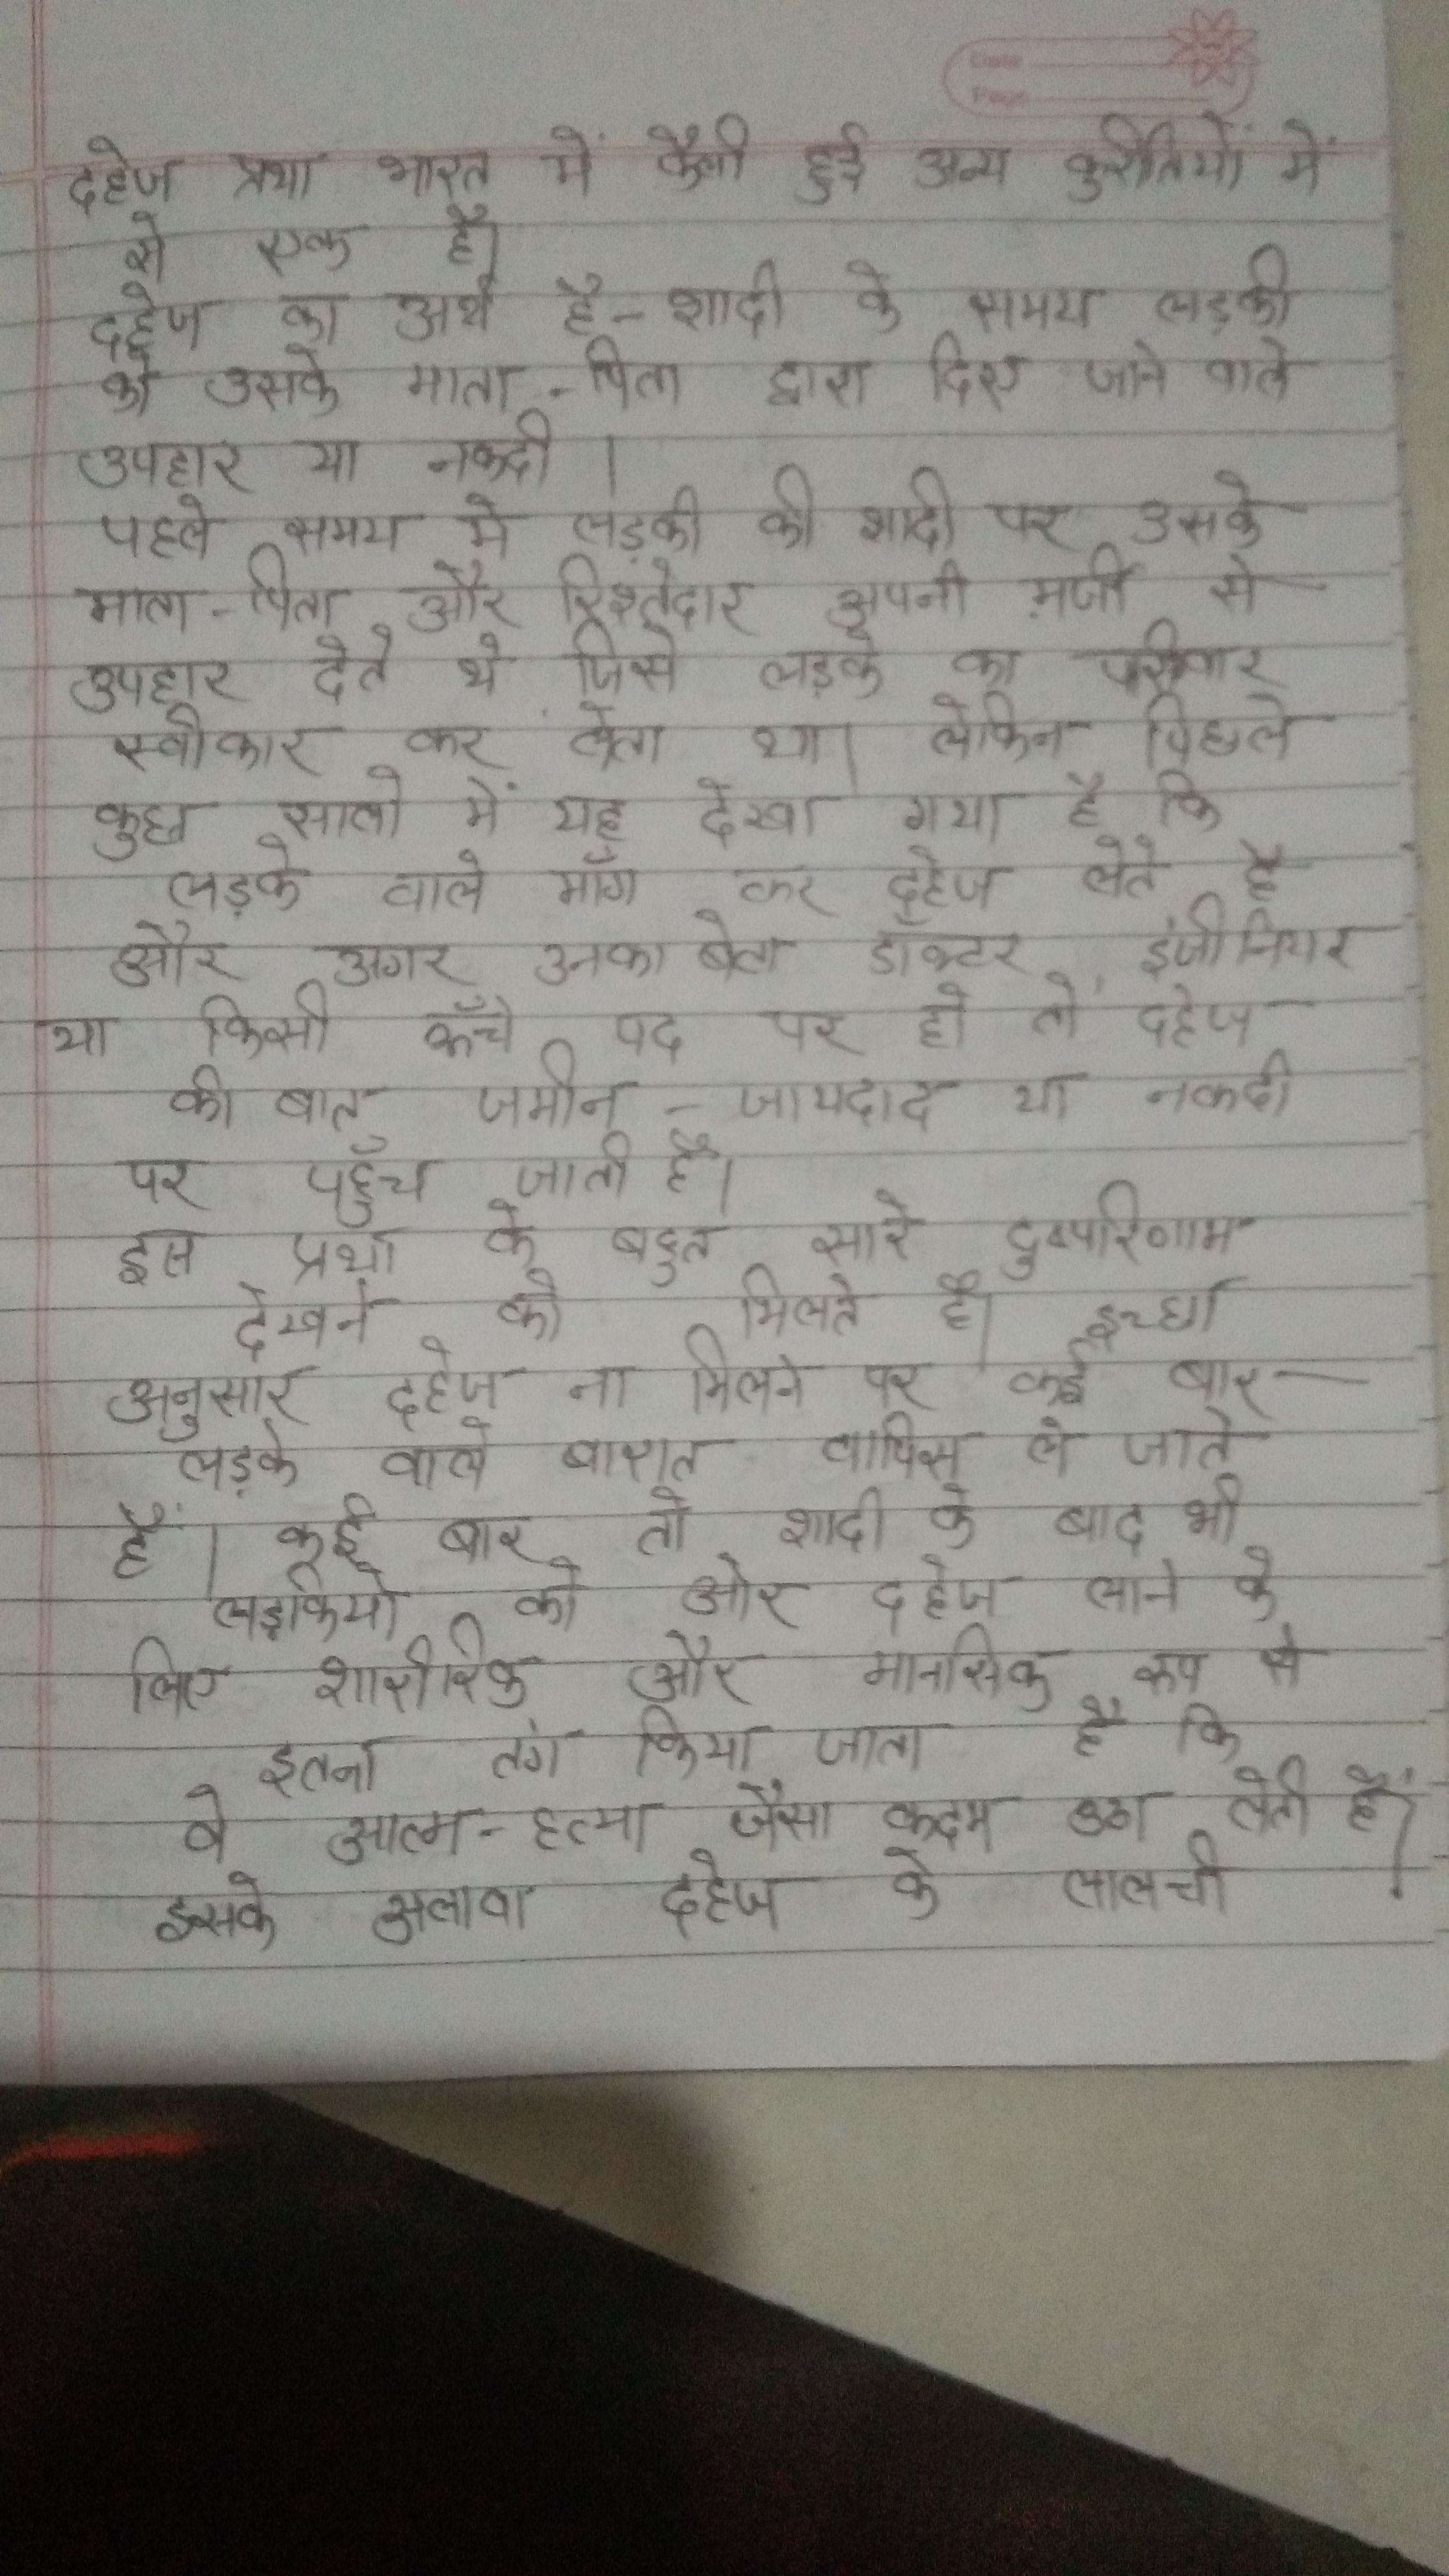 Date
Page
दहेज प्रथा भारत में फैली हुई अन्य कुरीतियों में
से एक है।
दहेज का अर्थ है - शादी के समय लड़की
को उसके माता - पिता द्वारा दिए जाने वाले
उपहार या नकदी ।
पहले समय मे लड़की की शादी पर उसके
माता - पिता और रिश्तेदार अपनी मर्जी से
उपहार देते थे जिसे लड़के का परिवार
स्वीकार कर लेता था। लेकिन पिछले
कुछ सालो में यह देखा गया है कि
लड़के वाले माँग कर दहेज लेते है
और अगर उनका बेटा डॉक्टर , इंजीनियर
या किसी ऊँचे पद पर हो तो दहेज
की बात जमीन - जायदाद या नकदी
पर पहुँच जाती है।
इस प्रथा के बहुत सारे दुष्परिणाम
देखने को मिलते है। इच्छा
अनुसार दहेज ना मिलने पर कई बार
लड़के वाले बारात वापिस ले जाते
हैं । कई बार तो शादी के बाद भी
लड़कियो को ओर दहेज लाने के
लिए शारीरिक और मानसिक रूप से
इतना तंग किया जाता है कि
वे आत्म - हत्या जैसा कदम उठा लेती हैं।
इसके अलावा दहेज के लालची